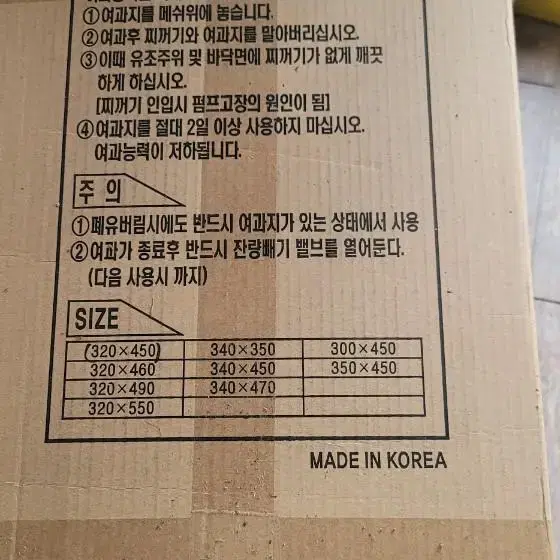 ①여과지를 메쉬위에 놓습니다.
②여과후 찌꺼기와 여과지를 말아버리십시오.
③이때 유조주위 및 바닥면에 찌꺼기가 없게 깨끗
하게 하십시오.
[찌꺼기 인입시 펌프고장의 원인이 됨]
④여과지를 절대 2일 이상 사용하지 마십시오.
여과능력이 저하됩니다.
주 의
①폐유버림시에도 반드시 여과지가 있는 상태에서 사용
②여과가 종료후 반드시 잔량빼기 밸브를 열어둔다.
(다음 사용시 까지)
SIZE
(320×450) 340×350 300×450
320×460 340×450 350×450
320×490 340×470
320×550
MADE IN KOREA